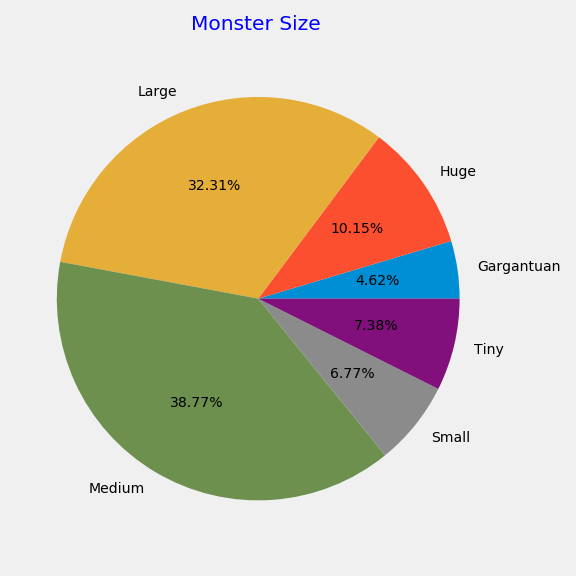 Monster Size
Large
32.31%
Huge
10.15%
Gargantuan
4.62%
7.38%
Tiny
6.77%
Small
38.77%
Medium